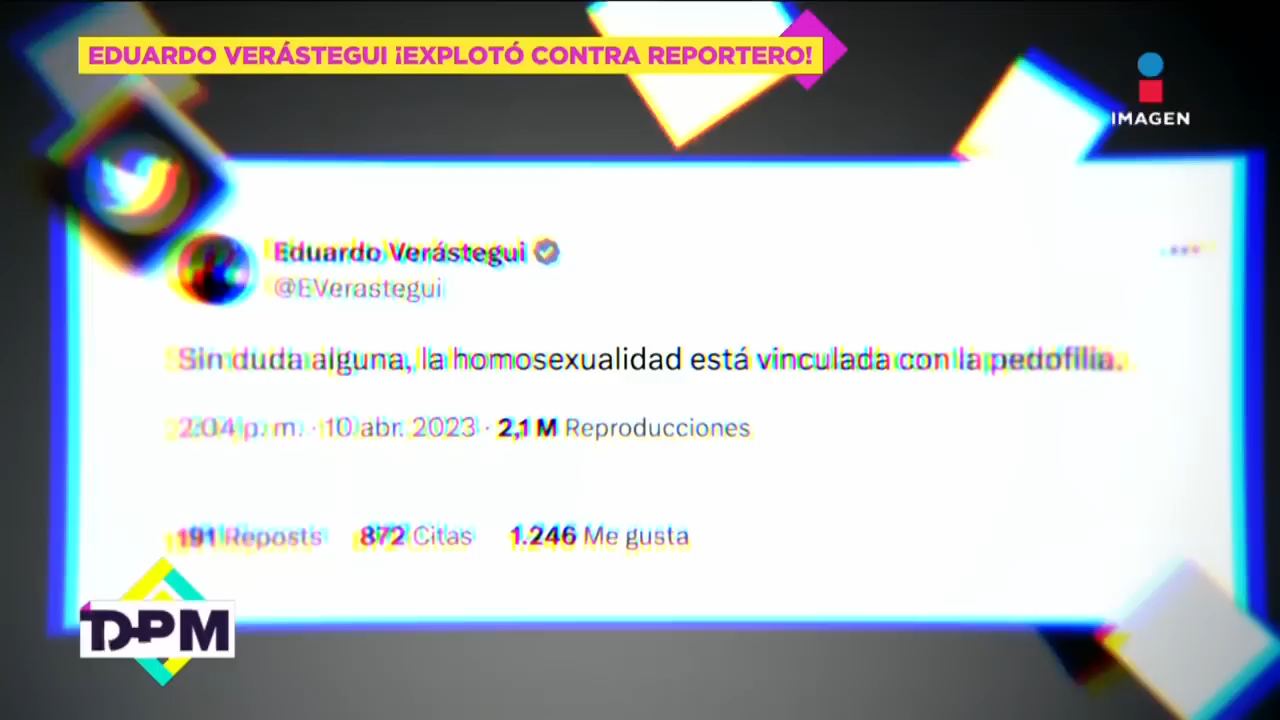 EDUARDO VERÁSTEGUI ¡EXPLOTÓ CONTRA REPORTERO!
IMAGEN
Eduardo Verástegui
@EVerastegui
Sin duda alguna, la homosexualidad está vinculada con la pedofilia.
2:04 p. m. · 10 abr. 2023 · 2,1 M Reproducciones
191 Reposts 872 Citas 1.246 Me gusta
DPM